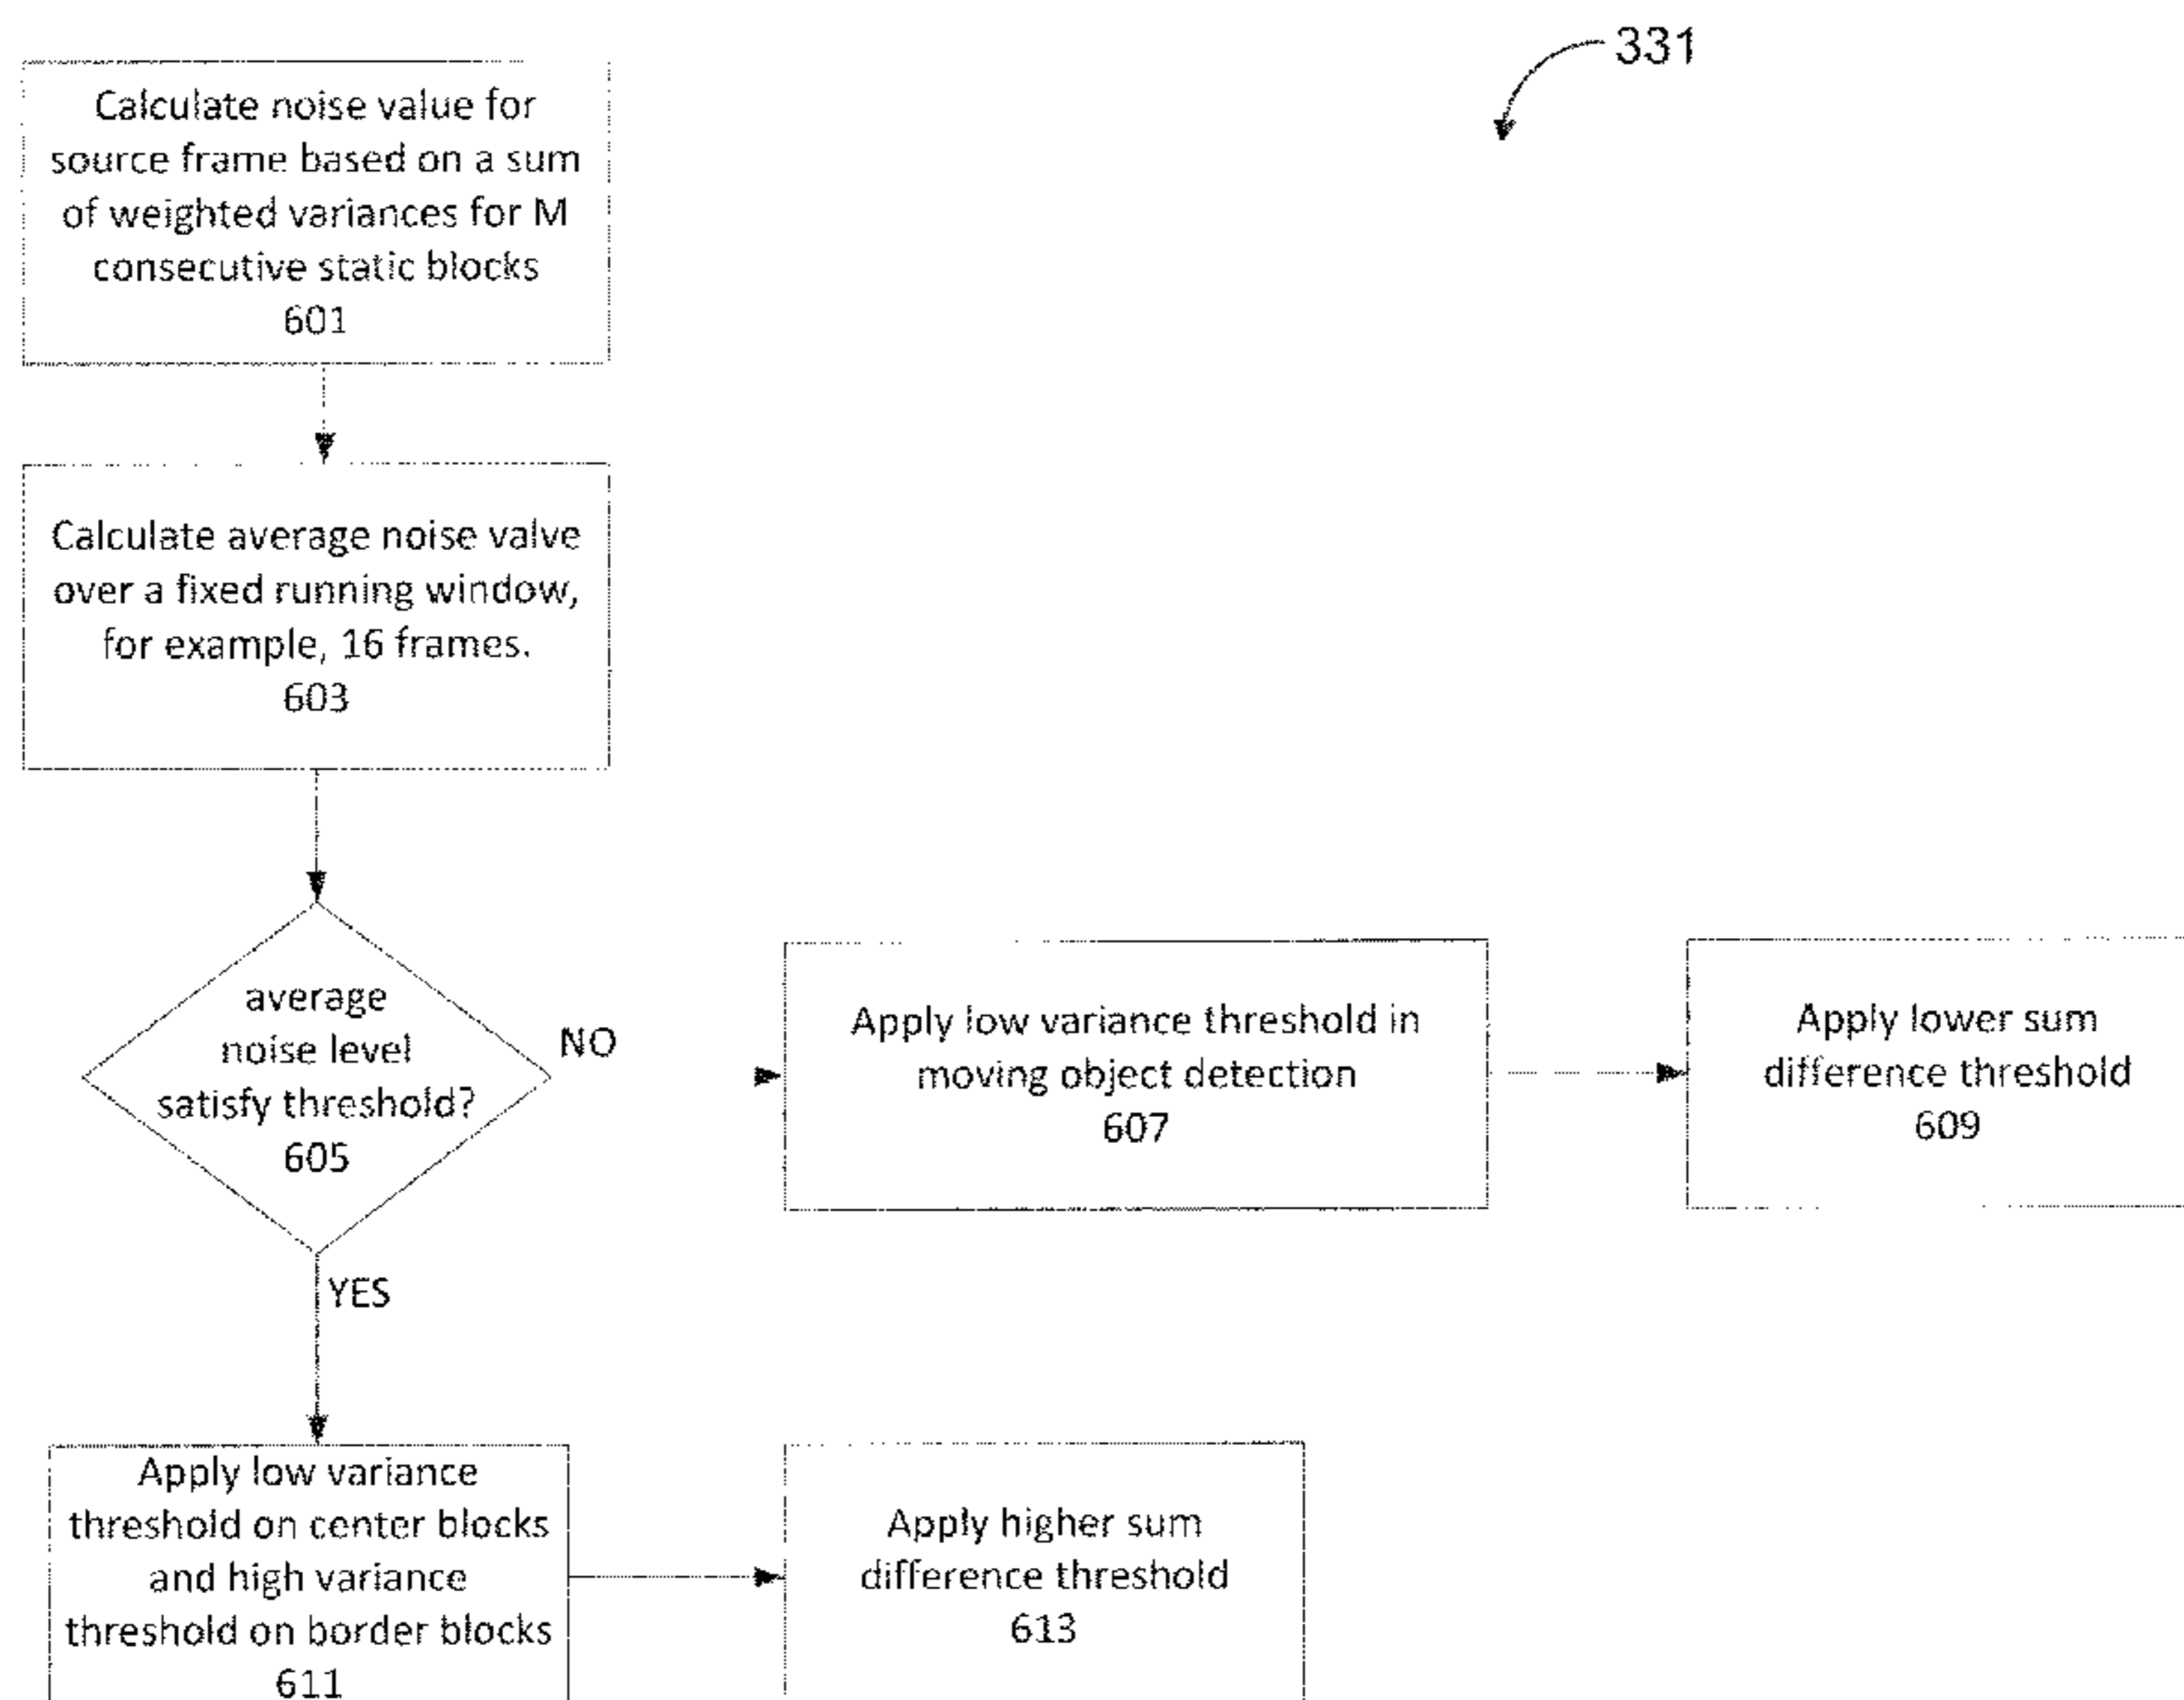 331
Calculate noise value for
source frame based on a sum
of weighted variances for M
consecutive static blocks
601
Calculate average noise valve
over a fixed running window,
for example, 16 frames.
603
average
noise level
satisfy threshold?
605
NO
Apply low variance threshold in
moving object detection
607
Apply lower sum
difference threshold
609
YES
Apply low variance
threshold on center blocks
and high variance
threshold on border blocks
611
Apply higher sum
difference threshold
613